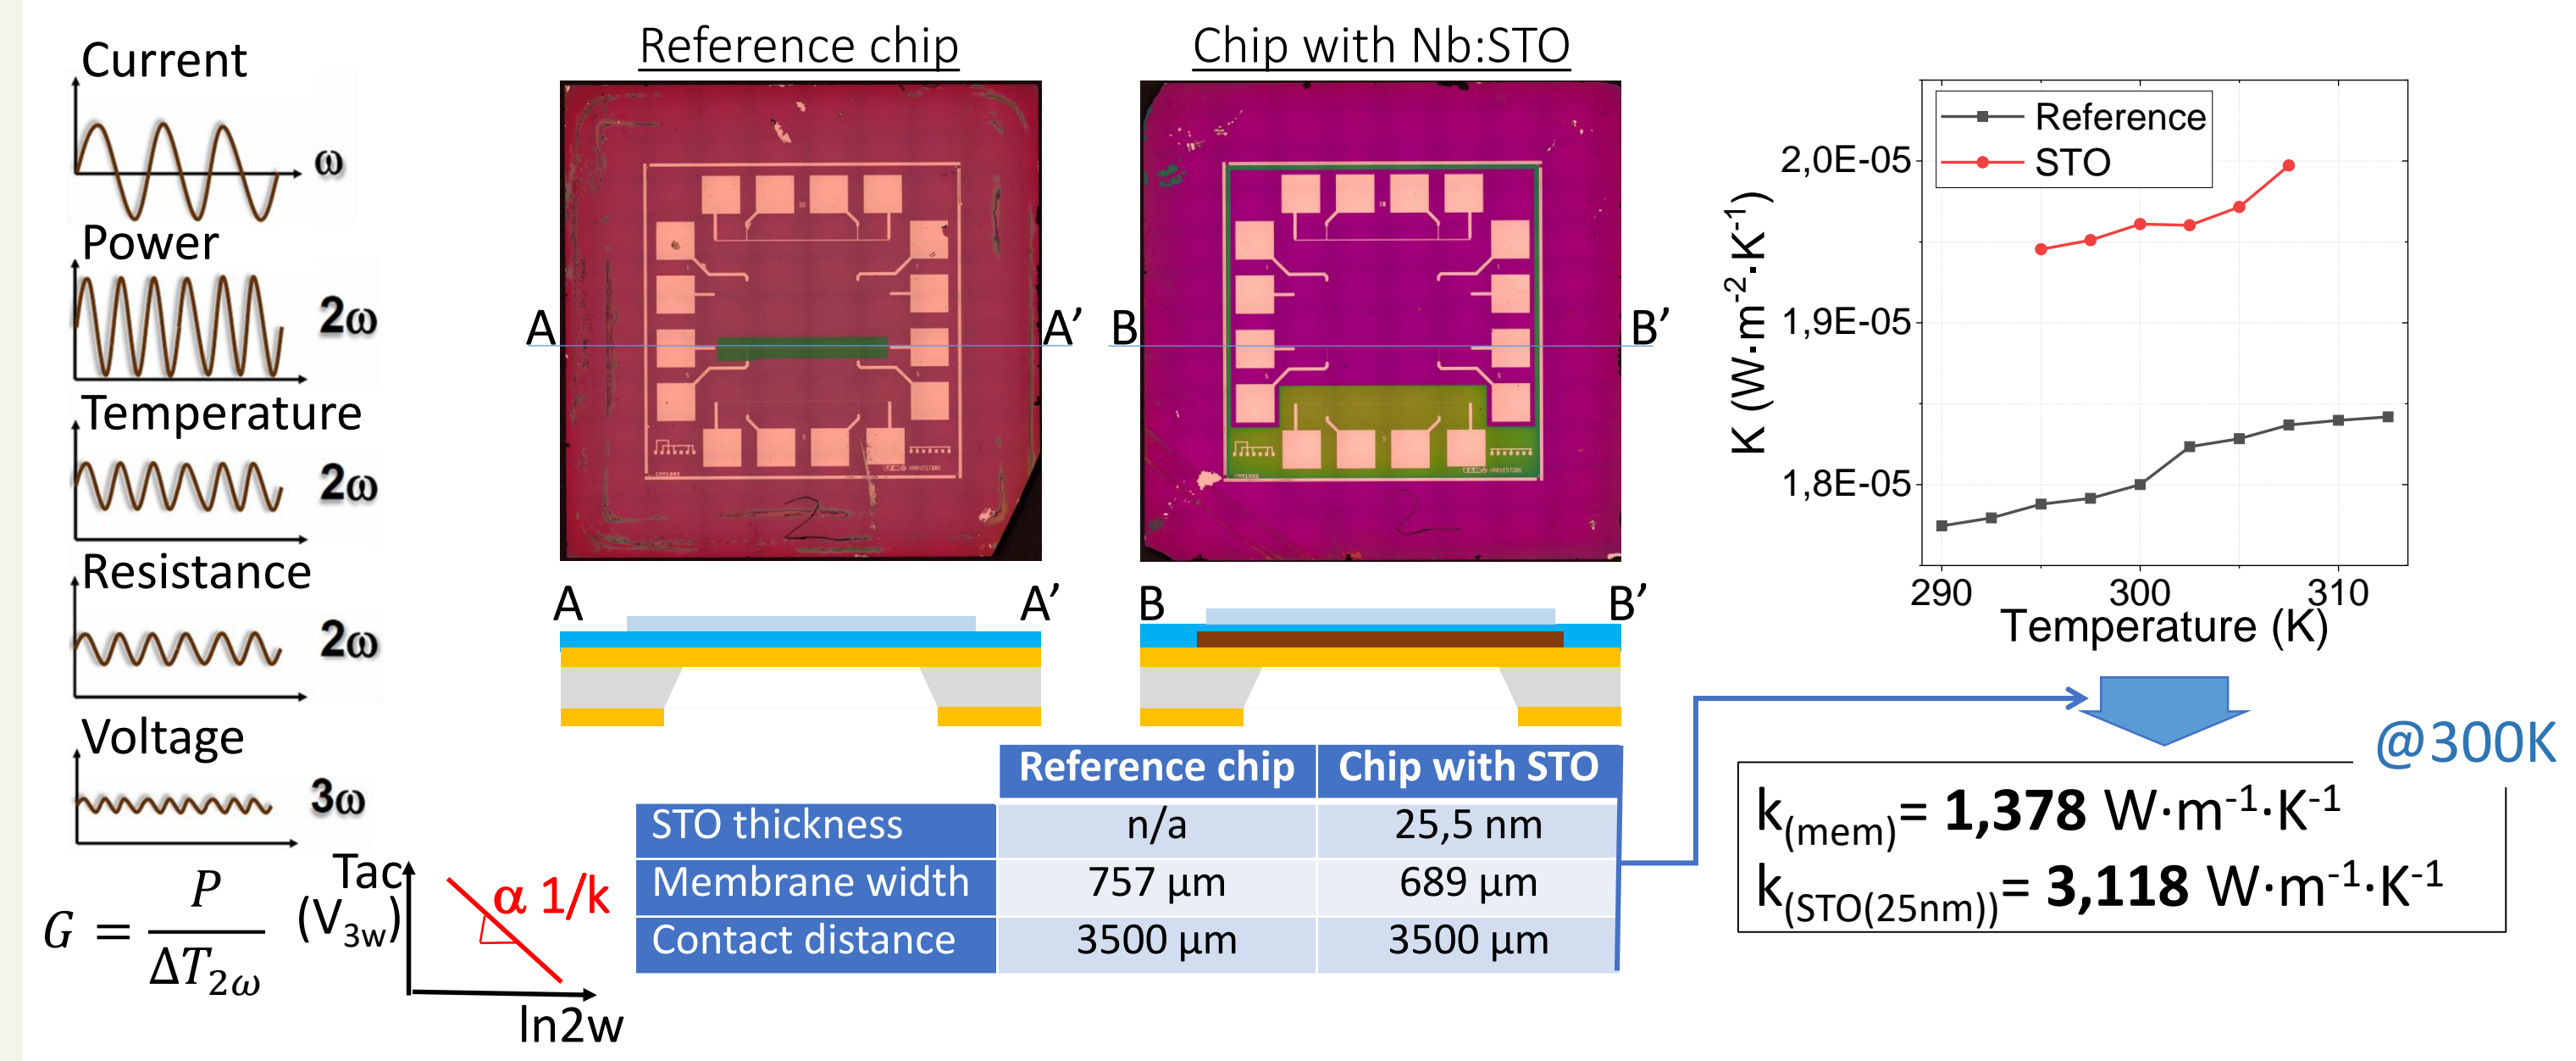 Current
ω
Power
2ω
Temperature
2ω
Resistance
2ω
Voltage
3ω
G = P / ΔT2ω
Tac
(V3w)
α 1/k
ln2w
Reference chip
Chip with Nb:STO
A
A’
B
B’
A
A’
B
B’
HARVESTORE
HARVESTORE
2
Reference chip Chip with STO
STO thickness n/a 25,5 nm
Membrane width 757 µm 689 µm
Contact distance 3500 µm 3500 µm
Reference
STO
K (W·m-2·K-1)
2,0E-05
1,9E-05
1,8E-05
290 300 310
Temperature (K)
@300K
k(mem)= 1,378 W·m-1·K-1
k(STO(25nm))= 3,118 W·m-1·K-1